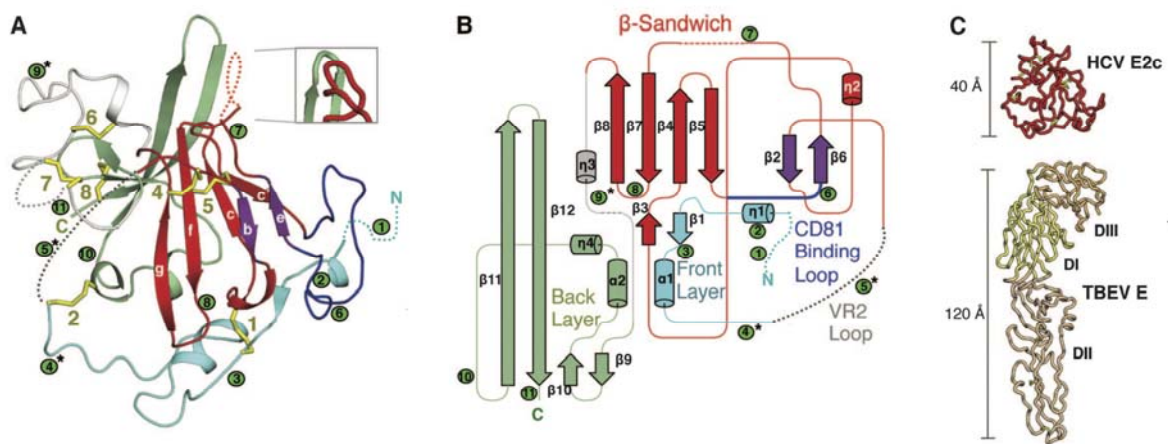 A
9*
6
7
8
11
C
5*
10
2
4*
3
g
f
8
c'
b
1
4
5
c
e
7
N
1
2
6
B
β-Sandwich
7
β8
β7
β4
β5
η2
β2
β6
η3
9*
8
6
β3
β1
η1
2
1
N
CD81
Binding
Loop
3
α1
Front
Layer
4*
5*
VR2
Loop
β12
β11
η4
α2
Back
Layer
β10
β9
10
11
C
C
40 Å
HCV E2c
120 Å
DIII
DI
TBEV E
DII